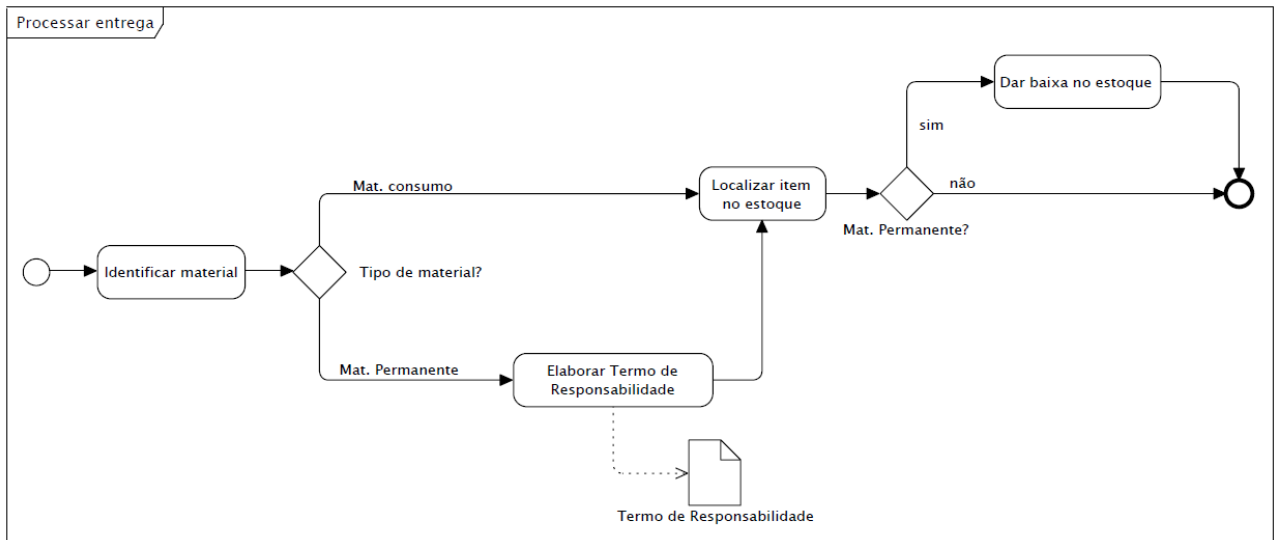 Processar entrega
Dar baixa no estoque
sim
Mat. consumo
Localizar item
no estoque
não
Mat. Permanente?
Identificar material
Tipo de material?
Mat. Permanente
Elaborar Termo de
Responsabilidade
Termo de Responsabilidade